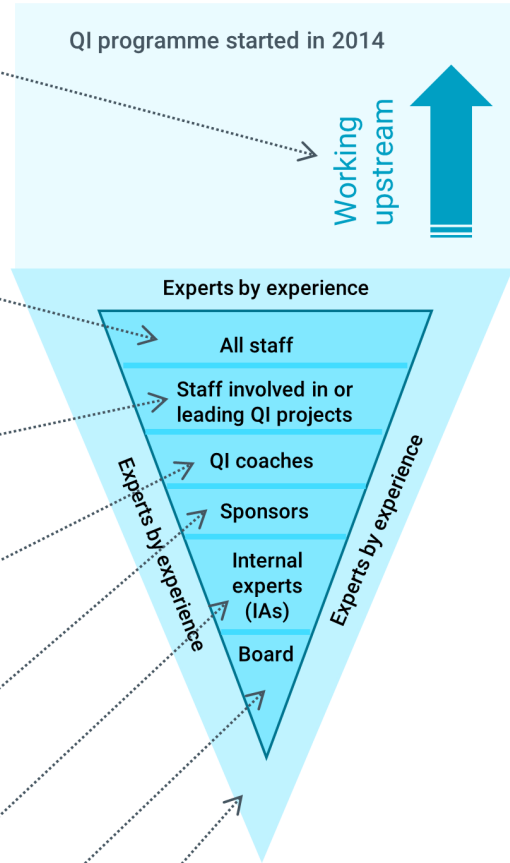 QI programme started in 2014
Working
upstream
Experts by experience
All staff
Staff involved in or
leading QI projects
QI coaches
Experts by experience
Experts by experience
Sponsors
Internal
experts
(IAs)
Board